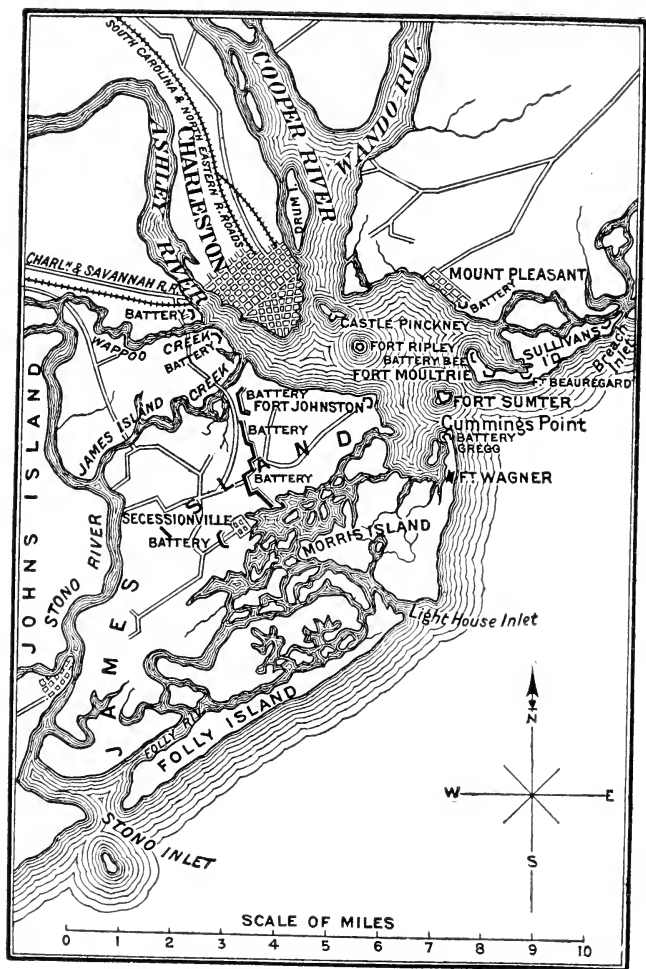 SOUTH CAROLINA & NORTH EASTERN R.ROADS
COOPER RIVER
WANDO RIV.
ASHLEY RIVER
CHARLESTON
DRUM I.
CHARLN & SAVANNAH R.R.
MOUNT PLEASANT
BATTERY
BATTERY
WAPPOO CREEK
BATTERY
CASTLE PINCKNEY
FORT RIPLEY
BATTERY BEE
FORT MOULTRIE
SULLIVANS ID
Breach Inlet
FT BEAUREGARD
JAMES ISLAND CREEK
BATTERY
FORT JOHNSTON
FORT SUMTER
BATTERY
Cummings Point
BATTERY GREGG
BATTERY
FT. WAGNER
SECESSIONVILLE
BATTERY
MORRIS ISLAND
JOHNS ISLAND
STONO RIVER
JAMES ISLAND
Light House Inlet
FOLLY RIV.
FOLLY ISLAND
STONO INLET
N
W E
S
SCALE OF MILES
0 1 2 3 4 5 6 7 8 9 10